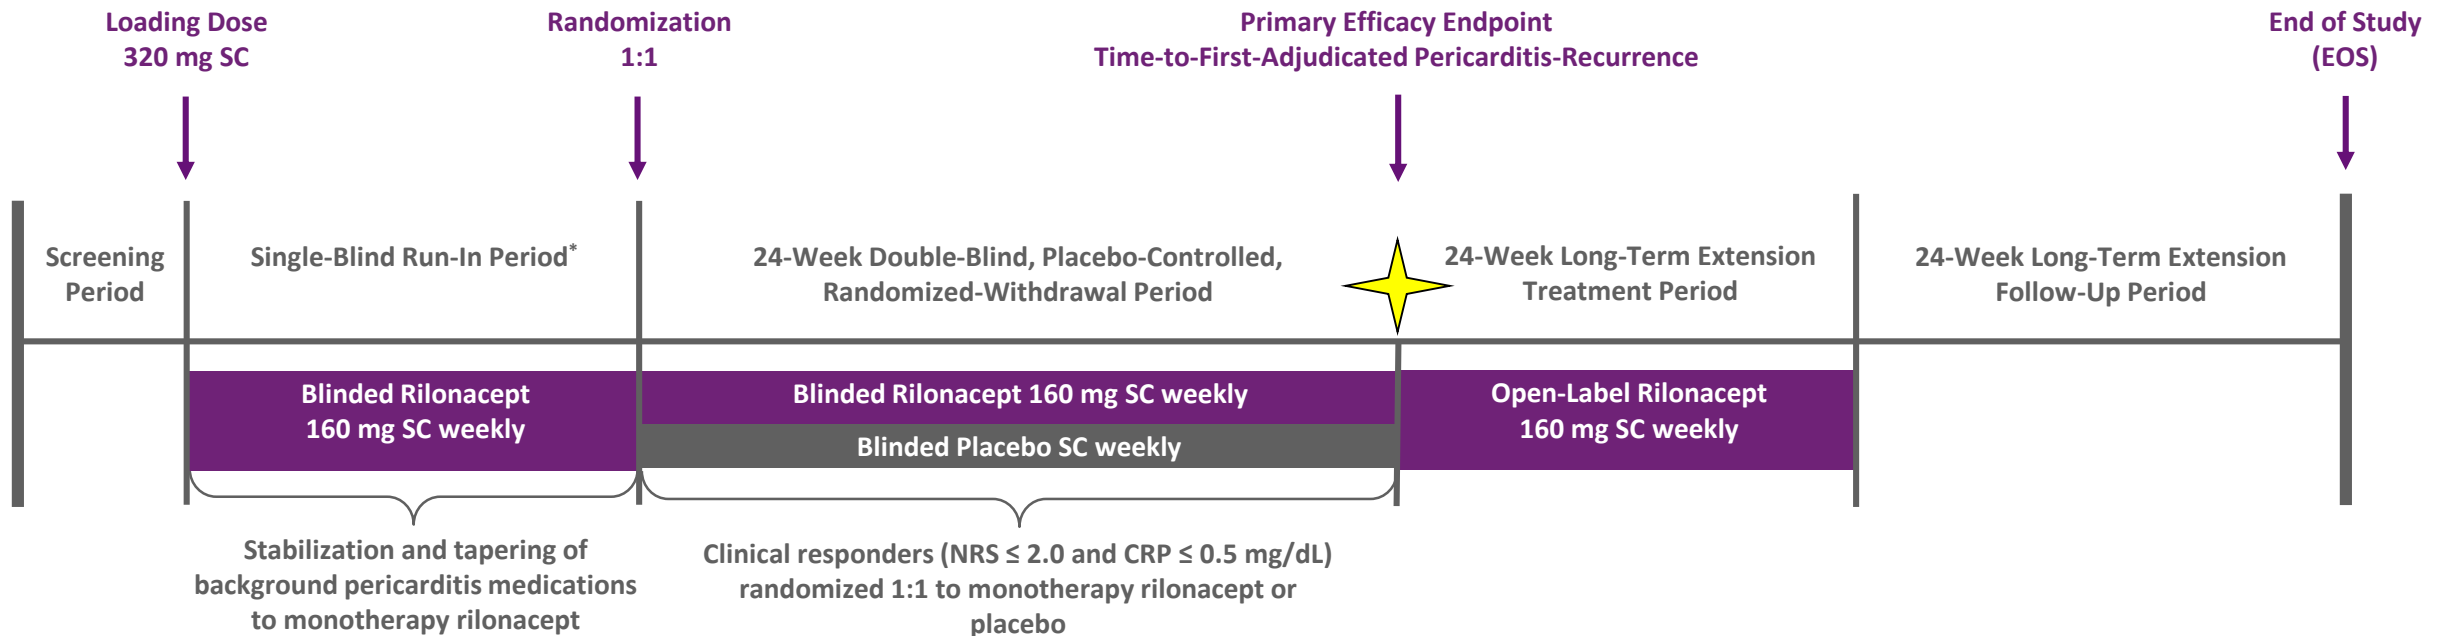 Loading Dose
320 mg SC
Randomization
1:1
Primary Efficacy Endpoint
Time-to-First-Adjudicated Pericarditis-Recurrence
End of Study
(EOS)
Screening
Period
Single-Blind Run-In Period*
24-Week Double-Blind, Placebo-Controlled,
Randomized-Withdrawal Period
24-Week Long-Term Extension
Treatment Period
24-Week Long-Term Extension
Follow-Up Period
Blinded Rilonacept
160 mg SC weekly
Blinded Rilonacept 160 mg SC weekly
Blinded Placebo SC weekly
Open-Label Rilonacept
160 mg SC weekly
Stabilization and tapering of
background pericarditis medications
to monotherapy rilonacept
Clinical responders (NRS ≤ 2.0 and CRP ≤ 0.5 mg/dL)
randomized 1:1 to monotherapy rilonacept or
placebo